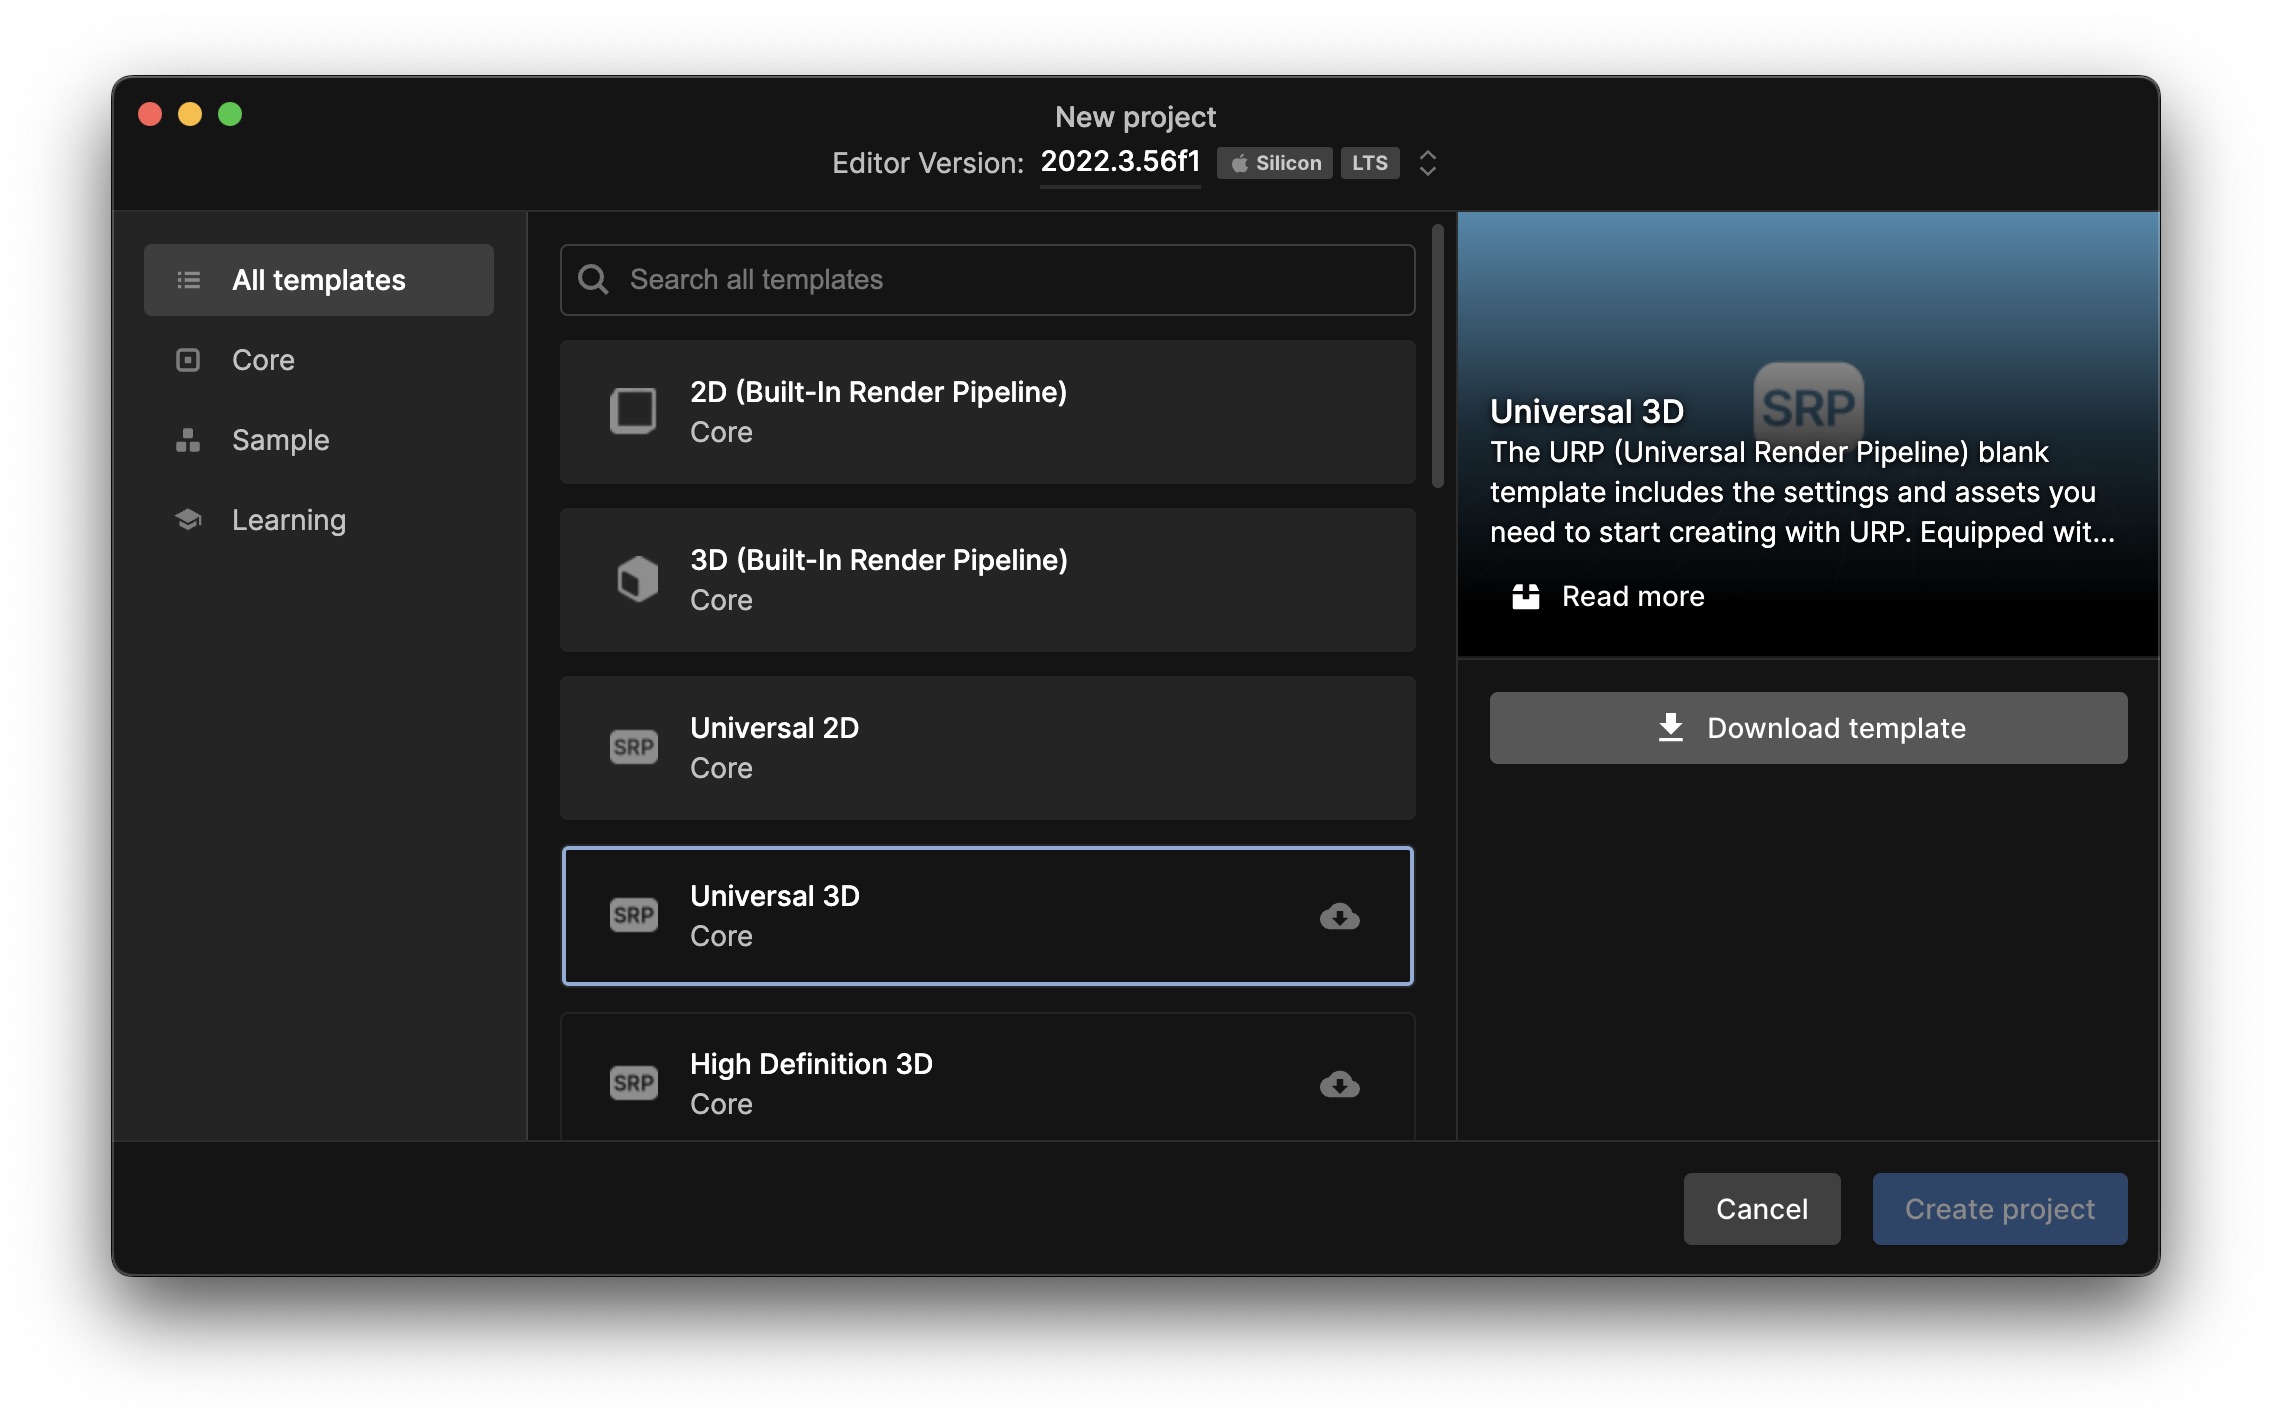 New project
Editor Version: 2022.3.56f1 Silicon LTS
All templates
Core
Sample
Learning
Search all templates
2D (Built-In Render Pipeline)
Core
3D (Built-In Render Pipeline)
Core
SRP
Universal 2D
Core
SRP
Universal 3D
Core
SRP
High Definition 3D
Core
SRP
Universal 3D
The URP (Universal Render Pipeline) blank
template includes the settings and assets you
need to start creating with URP. Equipped wit...
Read more
Download template
Cancel
Create project